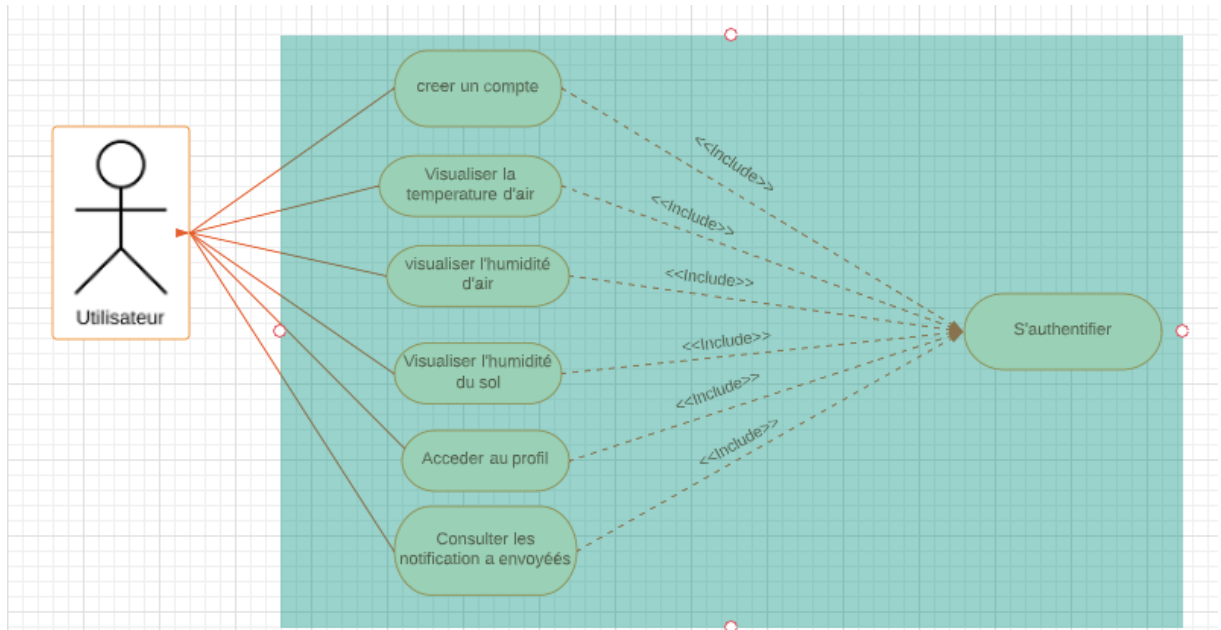 creer un compte
Visualiser la
temperature d'air
visualiser l'humidité
d'air
Visualiser l'humidité
du sol
Acceder au profil
Consulter les
notification a envoyéés
Utilisateur
<<Include>>
<<Include>>
<<Include>>
<<Include>>
<<Include>>
<<Include>>
S'authentifier